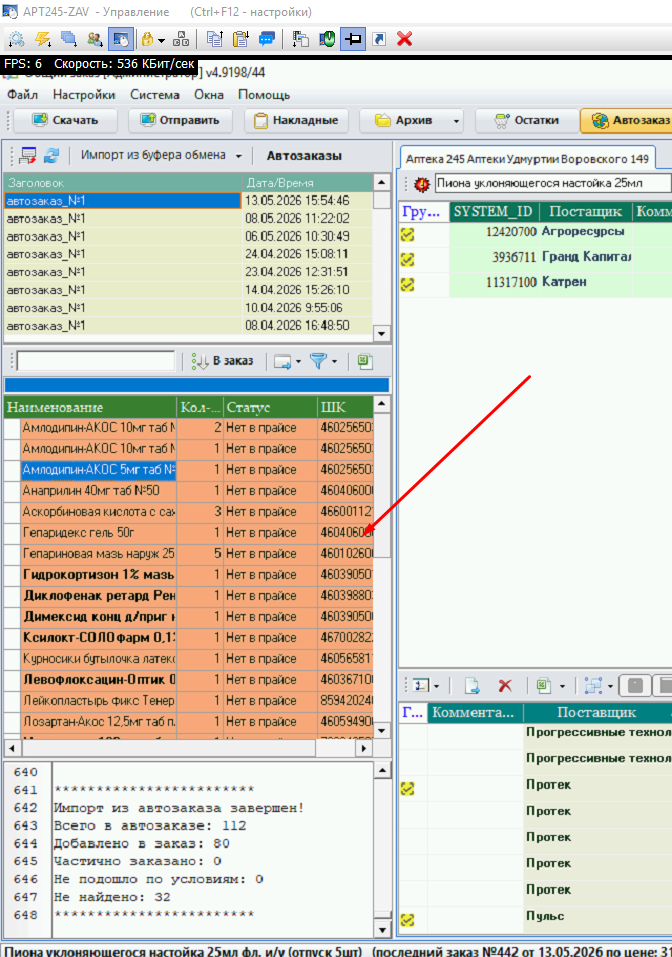 АРТ245-ZAV - Управление (Ctrl+F12 - настройки)
FPS: 6 Скорость: 536 КБит/сек
v4.9198/44
Файл Настройки Система Окна Помощь
Скачать Отправить Накладные Архив Остатки Автозаказ
Импорт из буфера обмена Автозаказы
Заголовок Дата/Время
автозаказ_№1 13.05.2026 15:54:46
автозаказ_№1 08.05.2026 11:22:02
автозаказ_№1 06.05.2026 10:30:49
автозаказ_№1 24.04.2026 15:08:11
автозаказ_№1 23.04.2026 12:31:51
автозаказ_№1 14.04.2026 15:26:10
автозаказ_№1 10.04.2026 9:55:06
автозаказ_№1 08.04.2026 16:48:50
В заказ
Наименование Кол-... Статус ШК
Амлодипин-АКОС 10мг таб 2 Нет в прайсе 46025650
Амлодипин-АКОС 10мг таб 1 Нет в прайсе 46025650
Амлодипин-АКОС 5мг таб № 1 Нет в прайсе 46025650
Анаприлин 40мг таб №50 1 Нет в прайсе 46040600
Аскорбиновая кислота с сах 3 Нет в прайсе 46600112
Гепаридекс гель 50г 1 Нет в прайсе 460406
Гепариновая мазь наруж 25 5 Нет в прайсе 46010260
Гидрокортизон 1% мазь 1 Нет в прайсе 46039050
Диклофенак ретард Рен 1 Нет в прайсе 46039880
Димексид конц д/приг 1 Нет в прайсе 46039050
Ксилокт-СОЛОфарм 0,1 1 Нет в прайсе 46700282
Курносики бутылочка латекс 1 Нет в прайсе 46056581
Левофлоксацин-Оптик 0 1 Нет в прайсе 46036710
Лейкопластырь фикс Тенер 1 Нет в прайсе 85942024
Лозартан-Акос 12,5мг таб п. 1 Нет в прайсе 46059490
640
641 *************************
642 Импорт из автозаказа завершен!
643 Всего в автозаказе: 112
644 Добавлено в заказ: 80
645 Частично заказано: 0
646 Не подошло по условиям: 0
647 Не найдено: 32
648 *************************
Аптека 245 Аптеки Удмуртии Воровского 149
Пиона уклоняющегося настойка 25мл
Гру... SYSTEM_ID Поставщик Комм
12420700 Агроресурсы
3936711 Гранд Капитал
11317100 Катрен
Г... Коммента... Поставщик
Прогрессивные технол
Прогрессивные технол
Протек
Протек
Протек
Протек
Протек
Пульс
Пиона уклоняющегося настойка 25мл фл. и/у (отпуск 5шт) (последний заказ №442 от 13.05.2026 по цене: 31